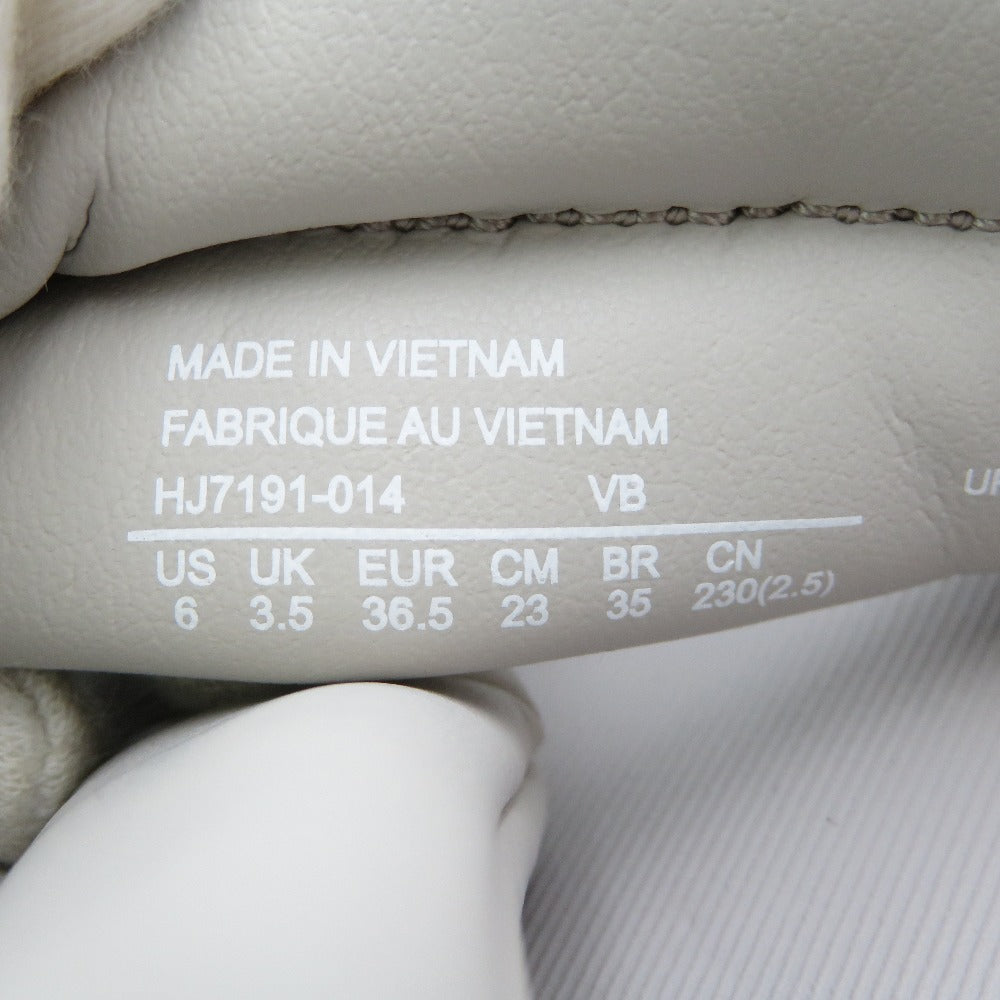 MADE IN VIETNAM
FABRIQUE AU VIETNAM
HJ7191-014 VB
US UK EUR CM BR CN
6 3.5 36.5 23 35 230(2.5)